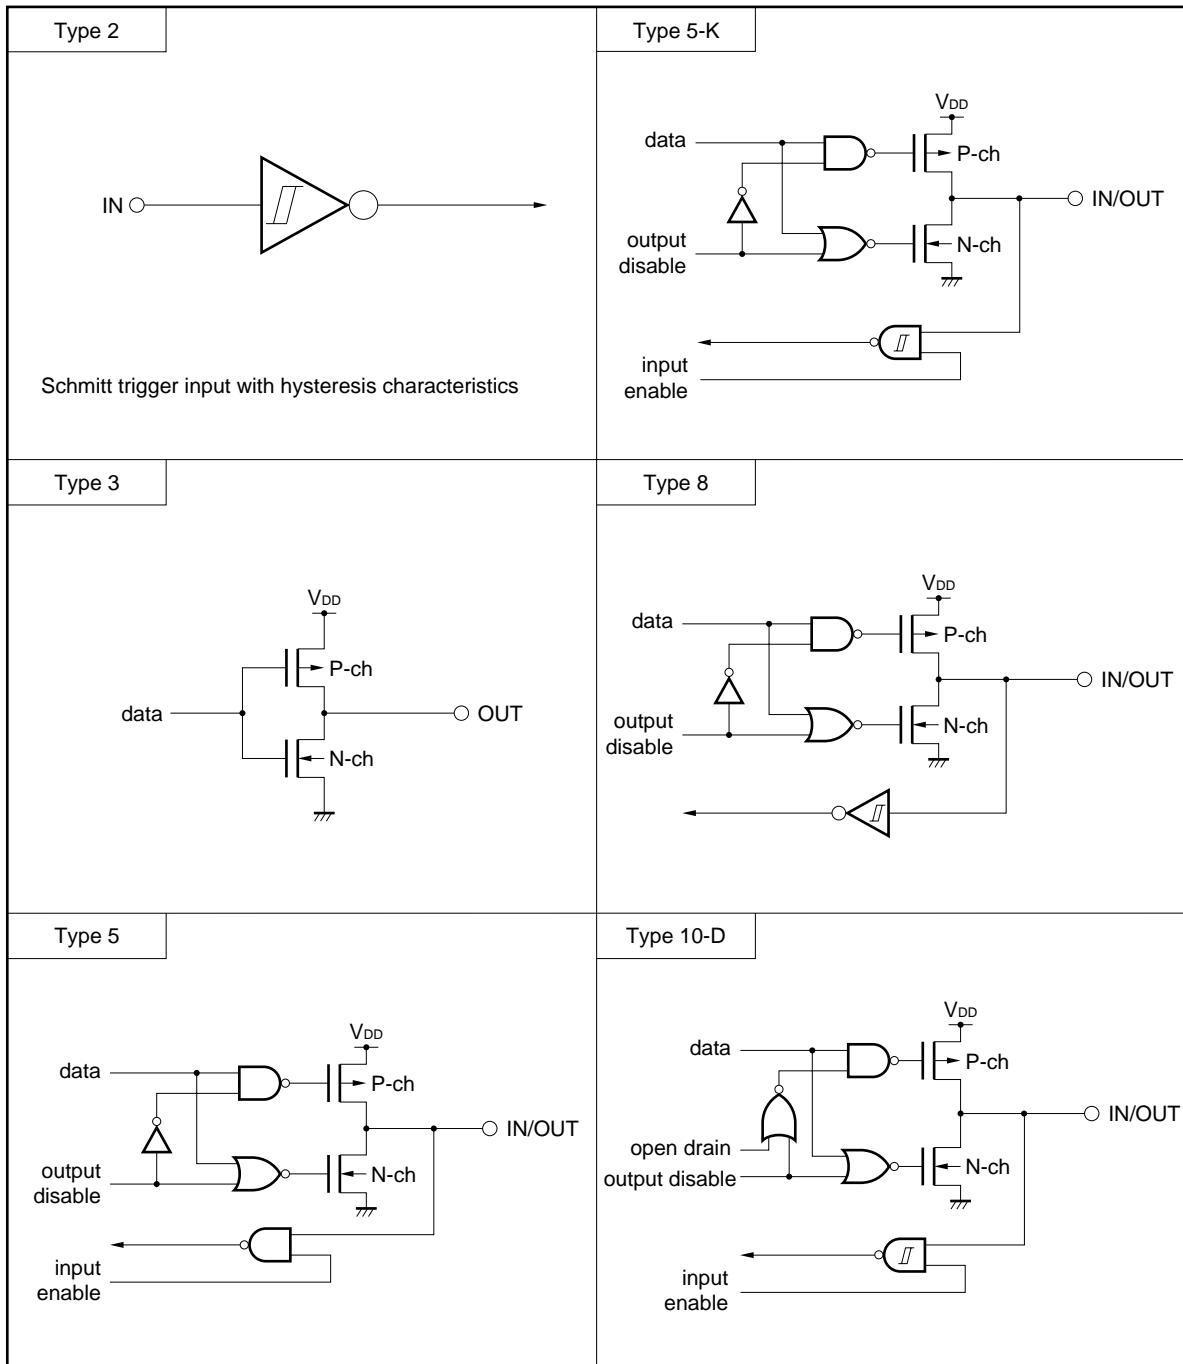 Type 2
IN
Schmitt trigger input with hysteresis characteristics
Type 5-K
VDD
data
P-ch
IN/OUT
output
disable
N-ch
input
enable
Type 3
VDD
P-ch
data
OUT
N-ch
Type 8
VDD
data
P-ch
IN/OUT
output
disable
N-ch
Type 5
VDD
data
P-ch
IN/OUT
output
disable
N-ch
input
enable
Type 10-D
VDD
data
P-ch
IN/OUT
open drain
output disable
N-ch
input
enable